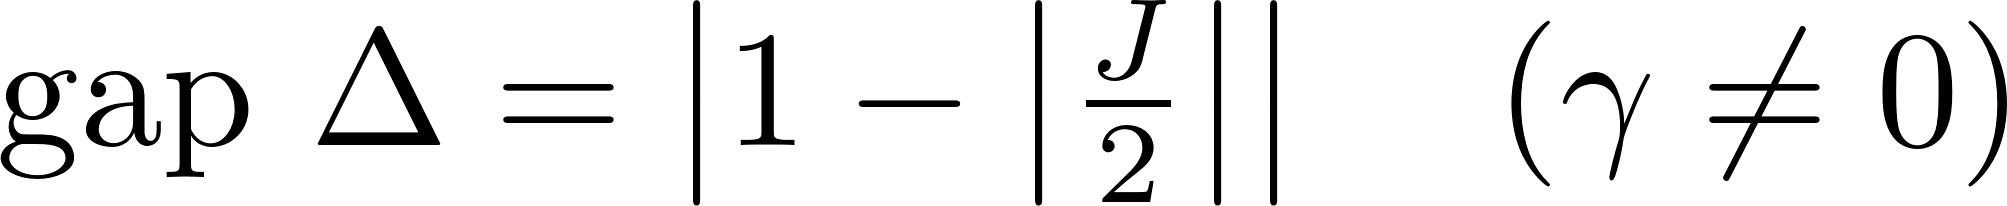 gap Δ = |1 − |J/2|| (γ ≠ 0)